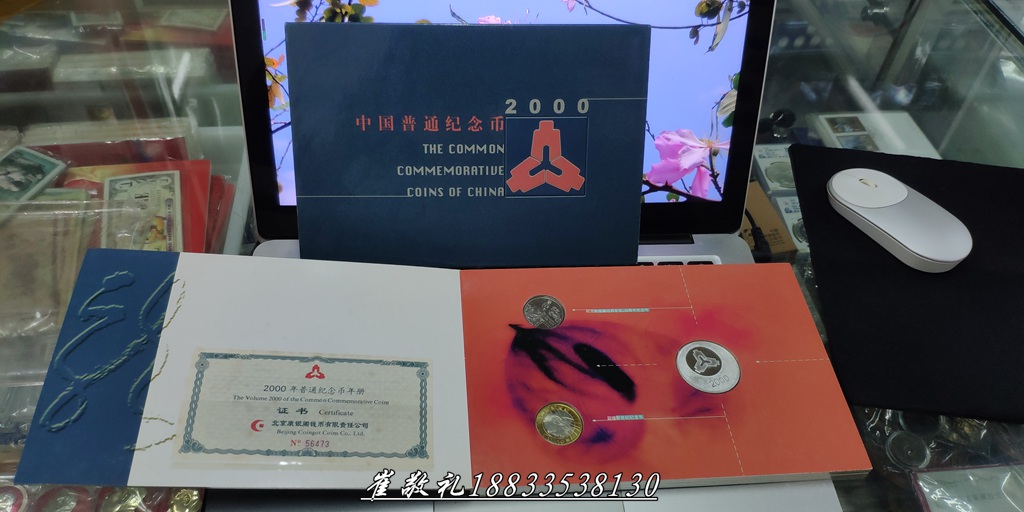 2000
中国普通纪念币
THE COMMON
COMMEMORATIVE
COINS OF CHINA
2000年普通纪念币年册
The Volume 2000 of the Common Commemorative Coins
证书 Certificate
北京康银阁钱币有限责任公司
Beijing Coingot Coins Co., Ltd.
Nº 56473
2000
崔敬礼18833538130